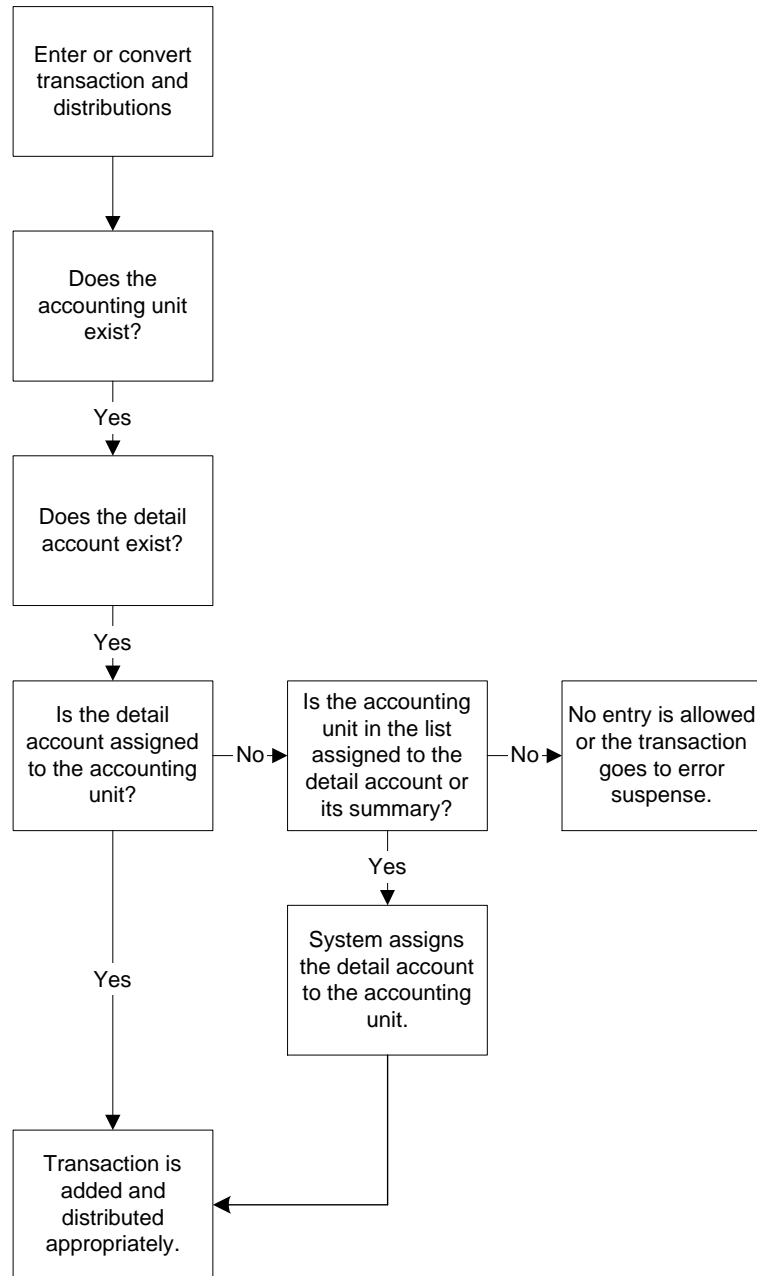 Enter or convert
transaction and
distributions
Does the
accounting unit
exist?
Yes
Does the detail
account exist?
Yes
Is the detail
account assigned
to the accounting
unit?
No
Is the accounting
unit in the list
assigned to the
detail account or
its summary?
No
No entry is allowed
or the transaction
goes to error
suspense.
Yes
System assigns
the detail account
to the accounting
unit.
Yes
Transaction is
added and
distributed
appropriately.